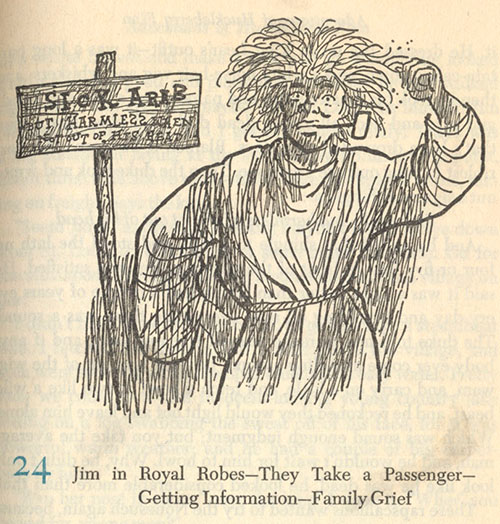 SICK ARAB
BUT HARMLESS WHEN
NOT OUT OF HIS HEAD
24 Jim in Royal Robes—They Take a Passenger—
Getting Information—Family Grief